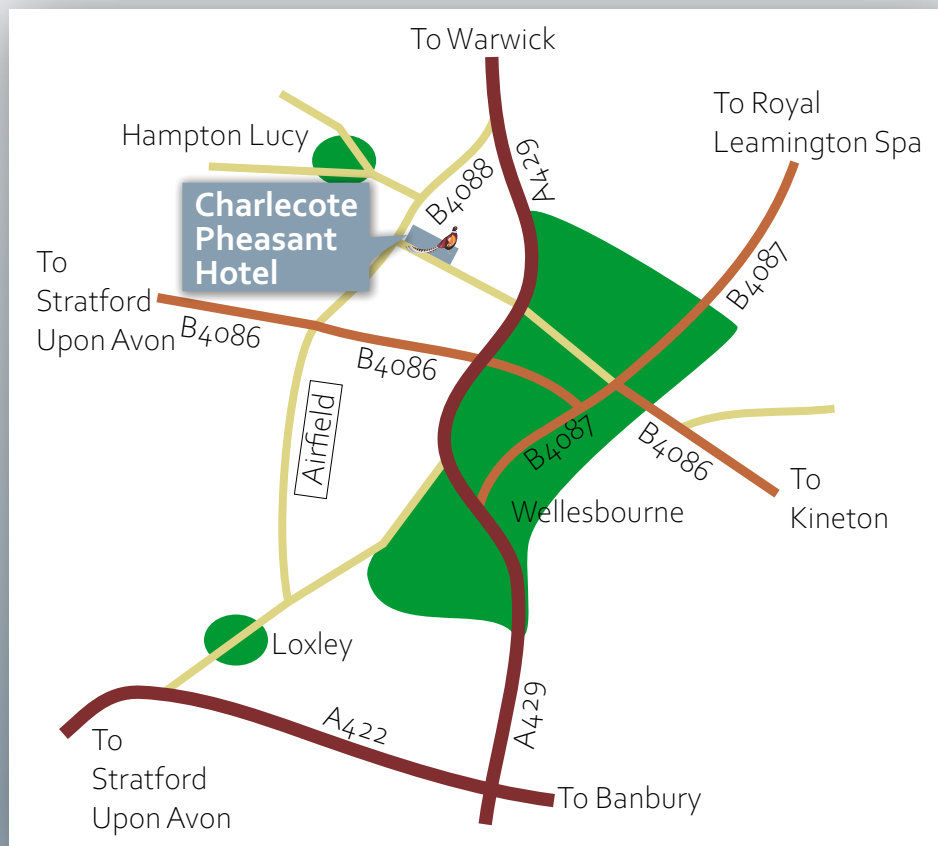 To Warwick
To Royal
Leamington Spa
Hampton Lucy
A429
B4088
Charlecote
Pheasant
Hotel
B4087
To
Stratford
Upon Avon
B4086
B4086
Airfield
B4087
B4086
To
Kineton
Wellesbourne
Loxley
A429
A422
To
Stratford
Upon Avon
To Banbury